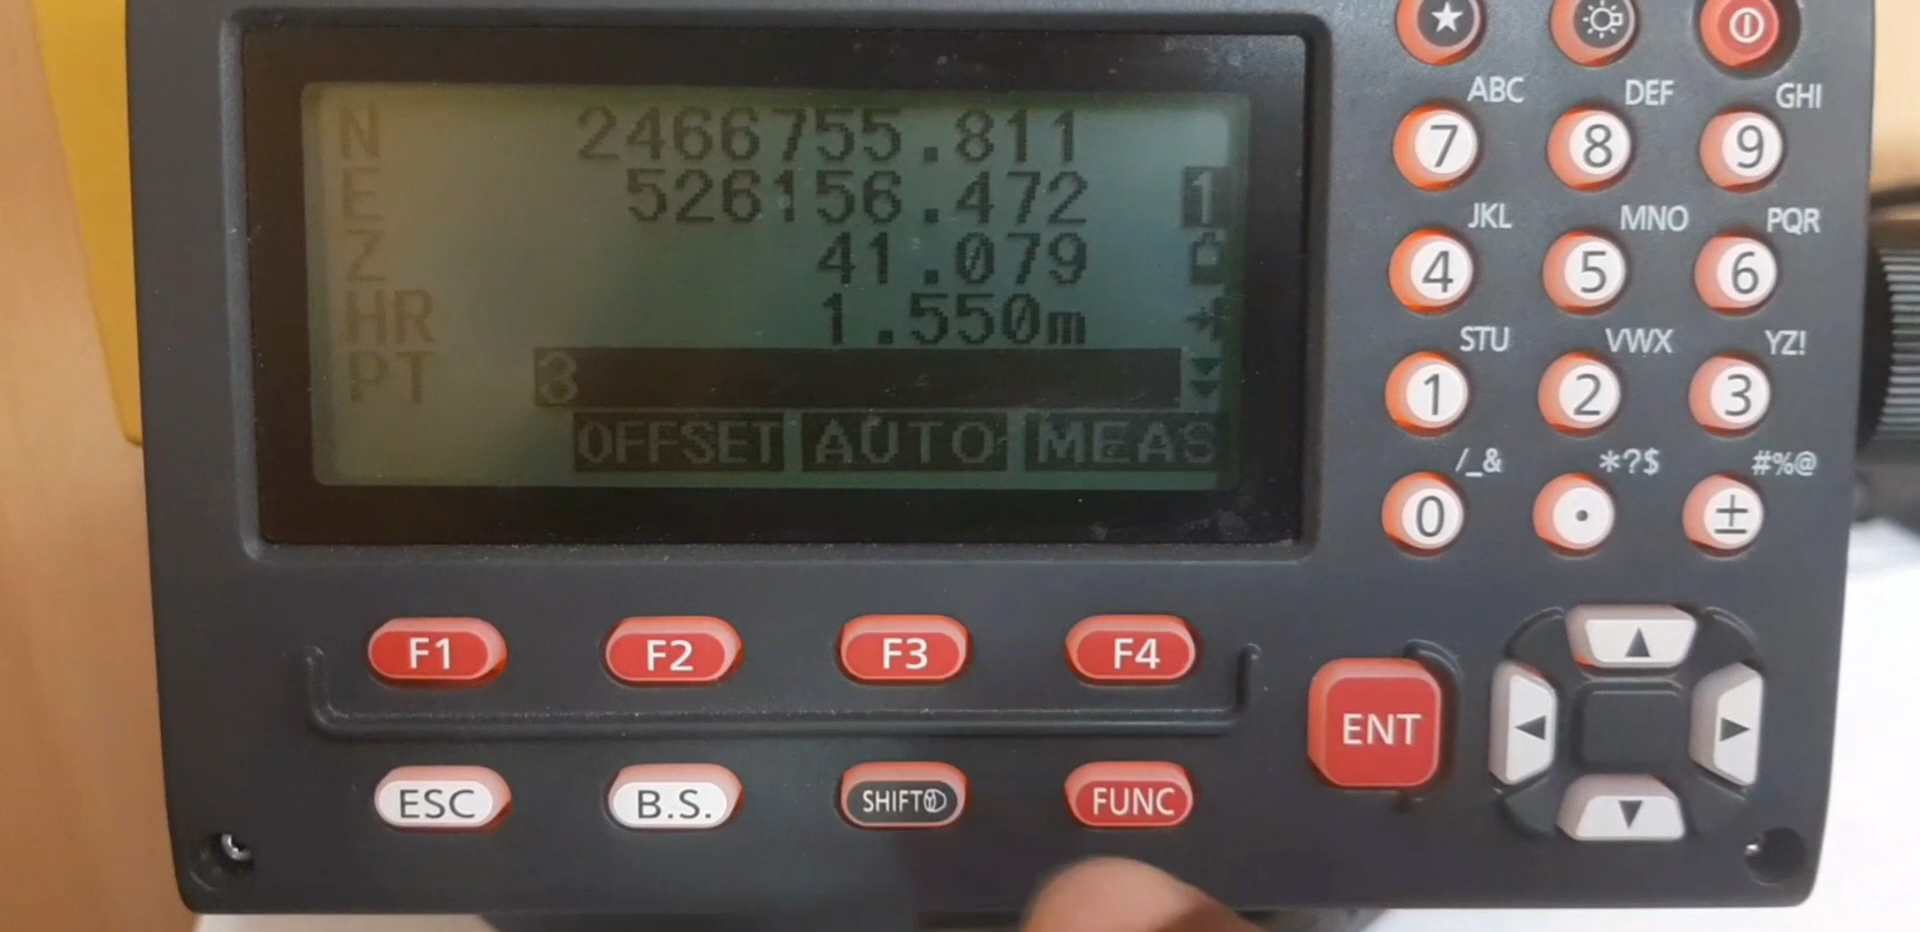 N 2466755.811
E 526156.472 1
Z 41.079
HR 1.550m
PT 3
OFFSET AUTO MEAS
ABC DEF GHI
7 8 9
JKL MNO PQR
4 5 6
STU VWX YZ!
1 2 3
/_& *?$ #%@
0 . ±
F1 F2 F3 F4
ENT
ESC B.S. SHIFT FUNC